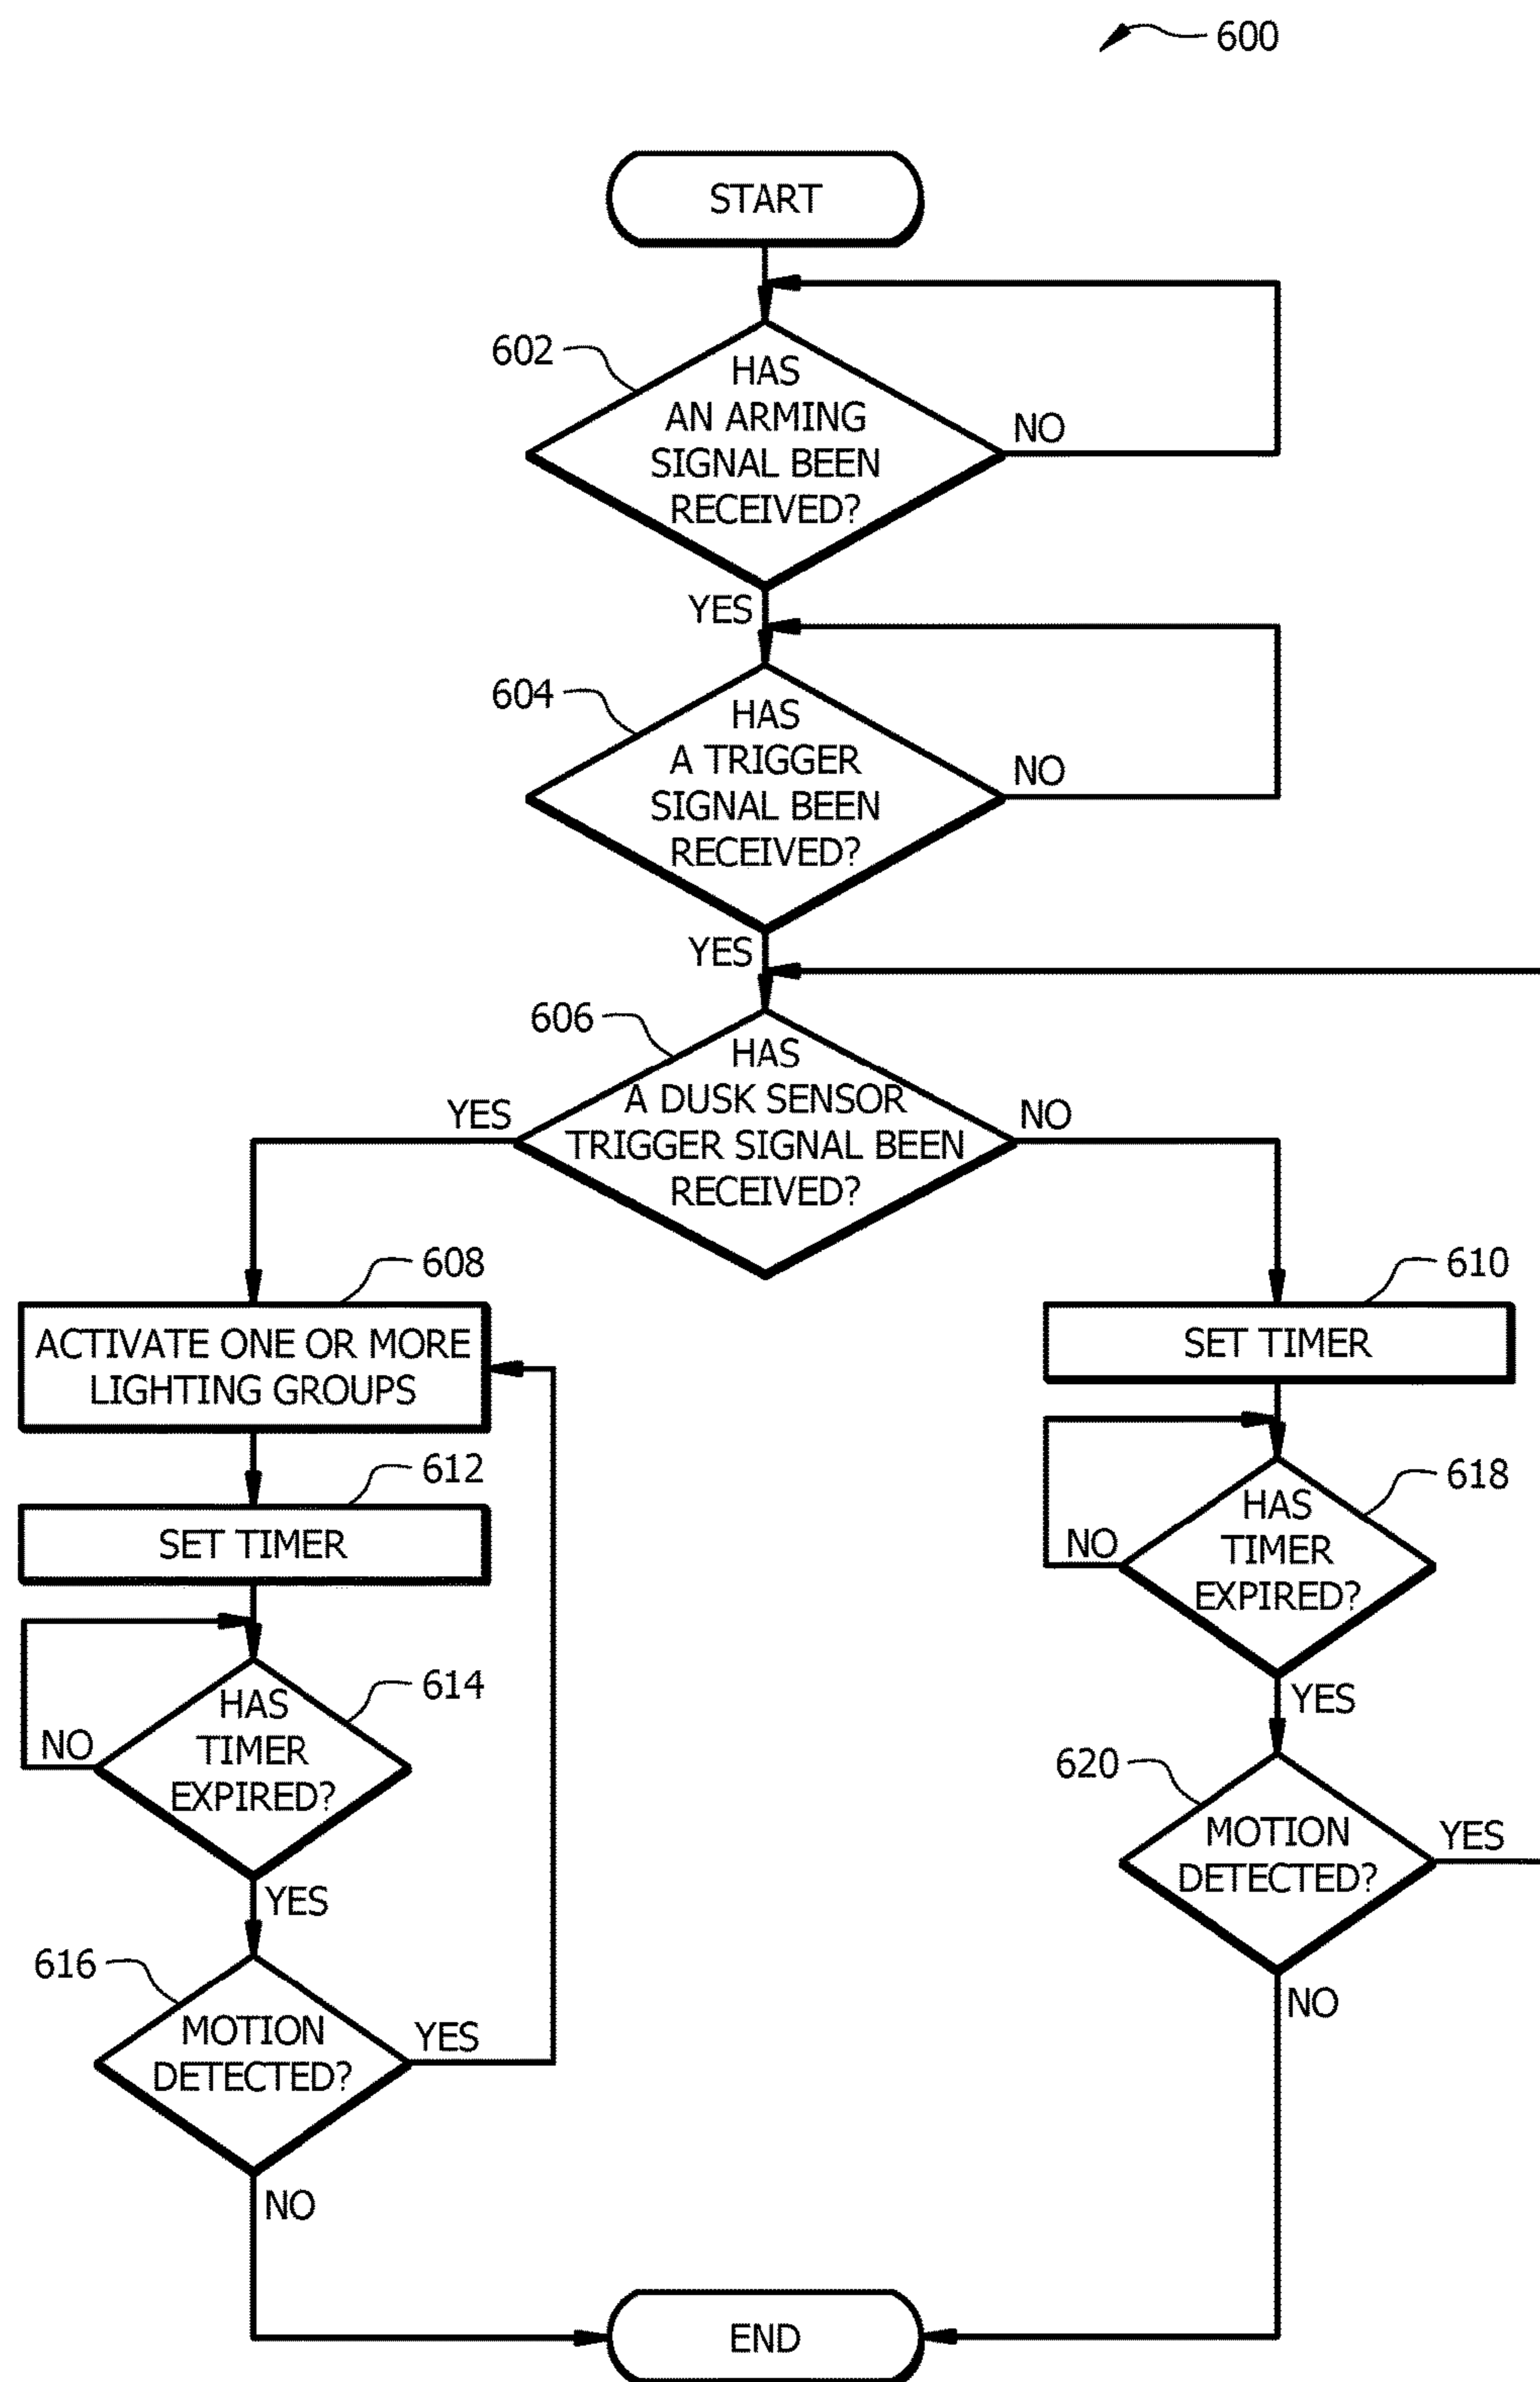 600
START
602
HAS
AN ARMING
SIGNAL BEEN
RECEIVED?
NO
YES
604
HAS
A TRIGGER
SIGNAL BEEN
RECEIVED?
NO
YES
606
HAS
A DUSK SENSOR
TRIGGER SIGNAL BEEN
RECEIVED?
YES
NO
608
ACTIVATE ONE OR MORE
LIGHTING GROUPS
612
SET TIMER
614
HAS
TIMER
EXPIRED?
NO
YES
616
MOTION
DETECTED?
YES
NO
610
SET TIMER
618
HAS
TIMER
EXPIRED?
NO
YES
620
MOTION
DETECTED?
YES
NO
END